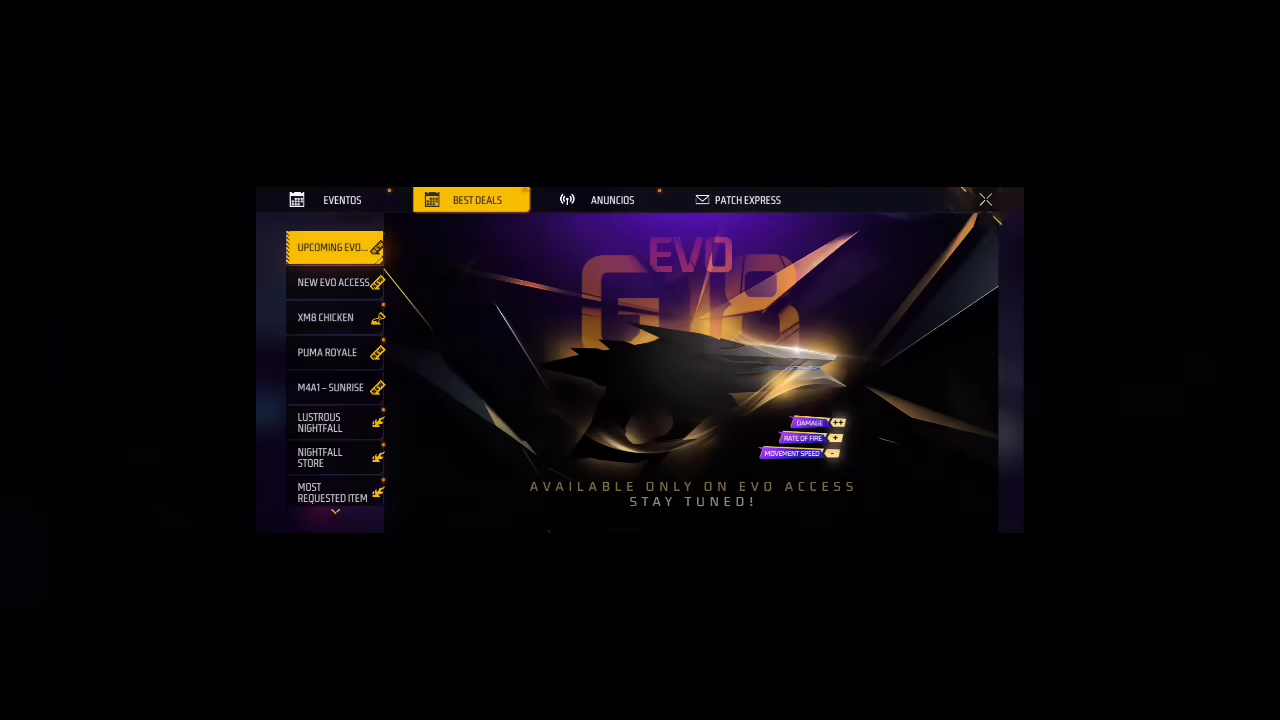 EVENTOS
BEST DEALS
ANUNCIOS
PATCH EXPRESS
UPCOMING EVO...
NEW EVO ACCESS
XM8 CHICKEN
PUMA ROYALE
M4A1 – SUNRISE
LUSTROUS
NIGHTFALL
NIGHTFALL
STORE
MOST
REQUESTED ITEM
EVO
G18
DAMAGE ++
RATE OF FIRE +
MOVEMENT SPEED -
AVAILABLE ONLY ON EVO ACCESS
STAY TUNED!